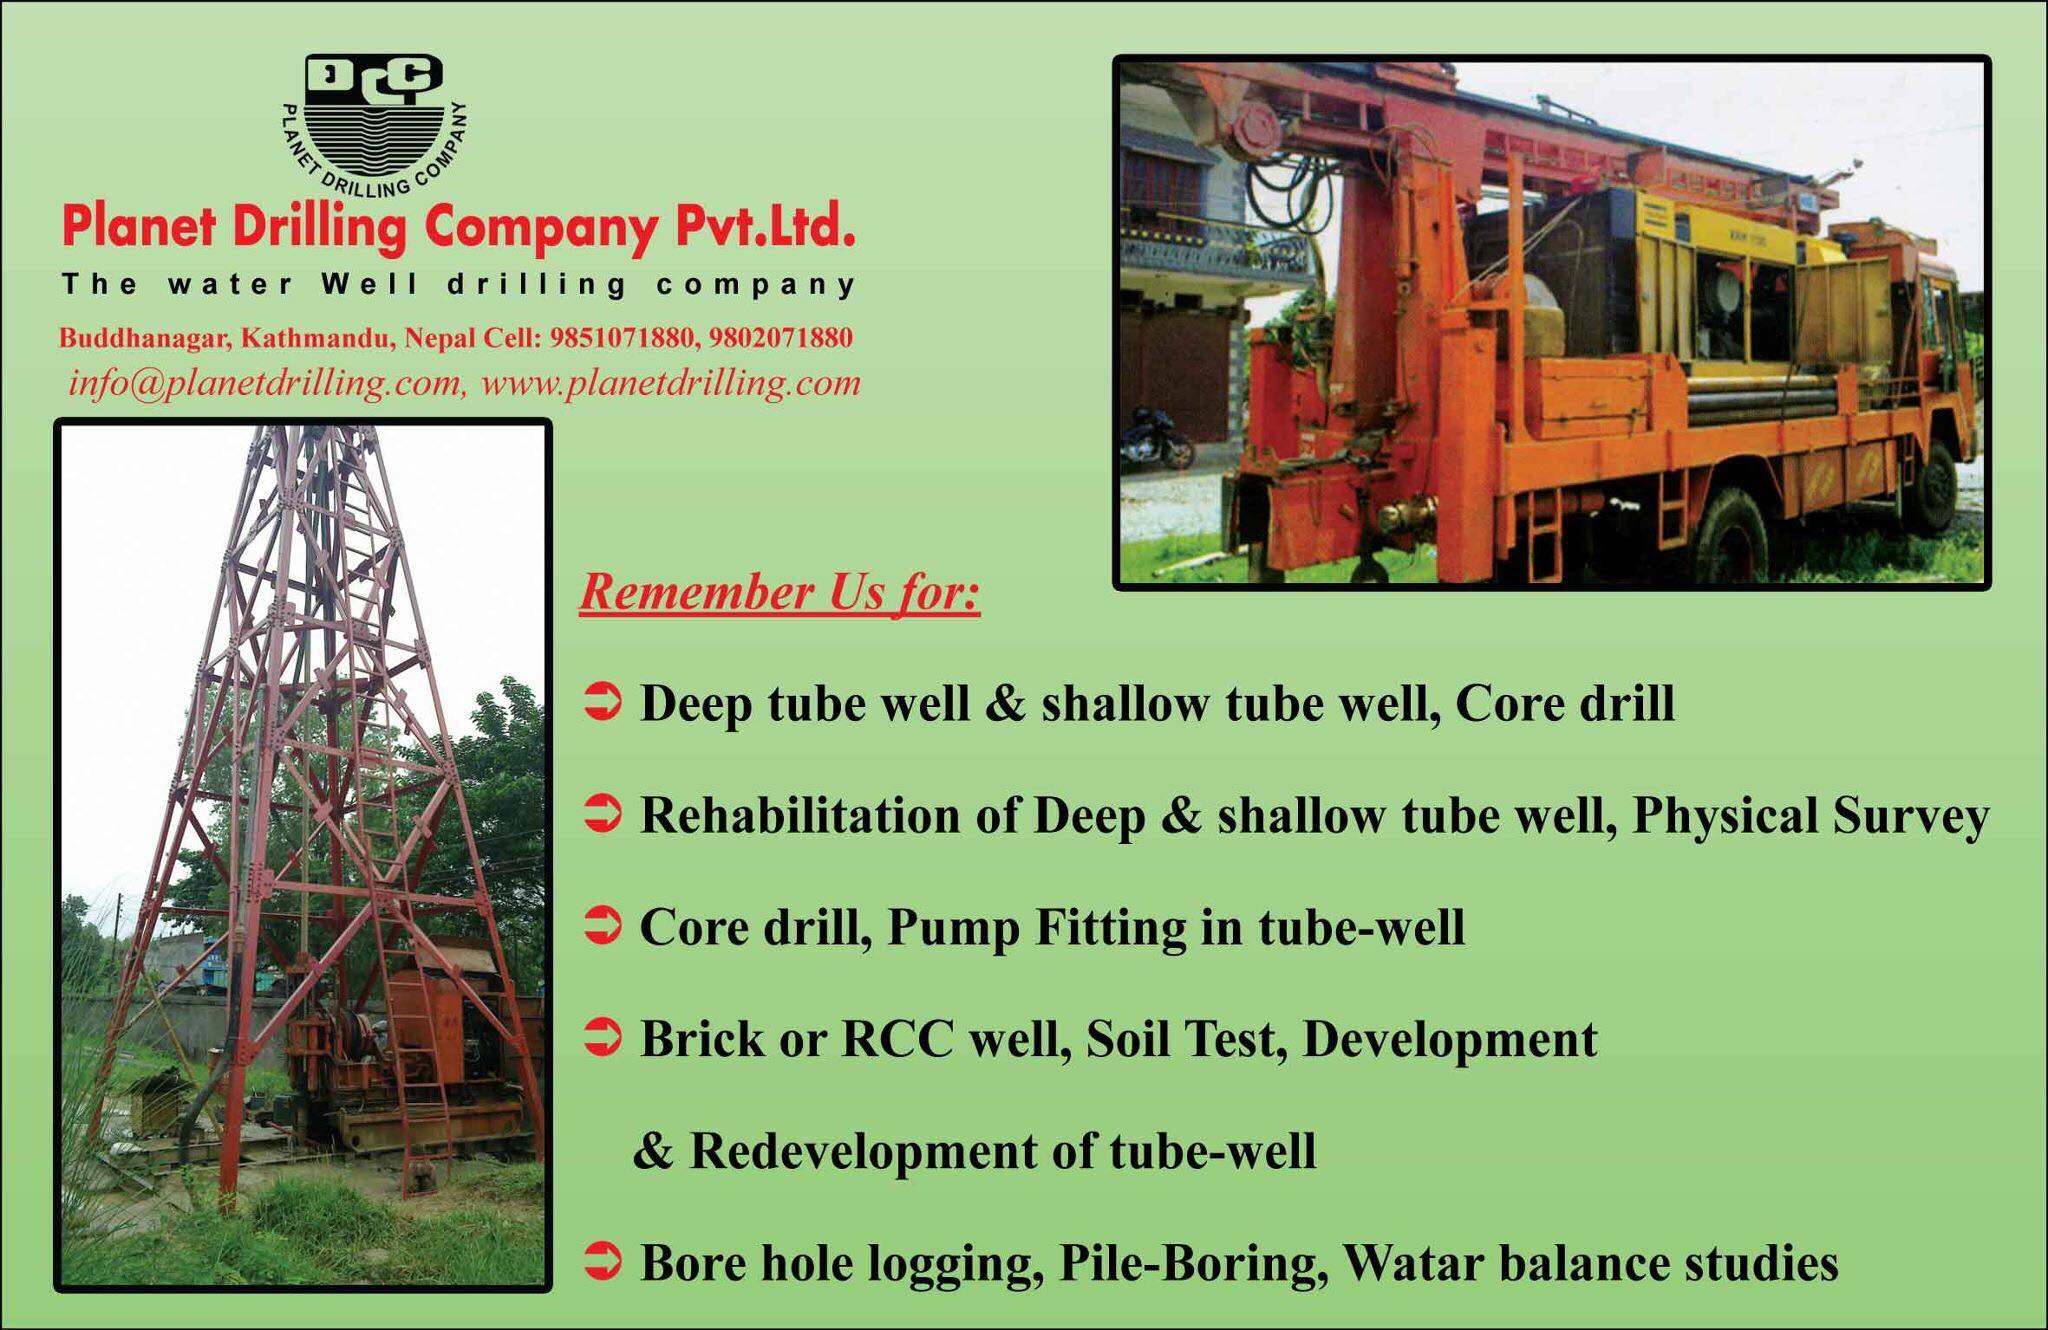 DCC
PLANET DRILLING COMPANY
Planet Drilling Company Pvt.Ltd.
The water Well drilling company
Buddhanagar, Kathmandu, Nepal Cell: 9851071880, 9802071880
info@planetdrilling.com, www.planetdrilling.com
Remember Us for:
Deep tube well & shallow tube well, Core drill
Rehabilitation of Deep & shallow tube well, Physical Survey
Core drill, Pump Fitting in tube-well
Brick or RCC well, Soil Test, Development
& Redevelopment of tube-well
Bore hole logging, Pile-Boring, Watar balance studies